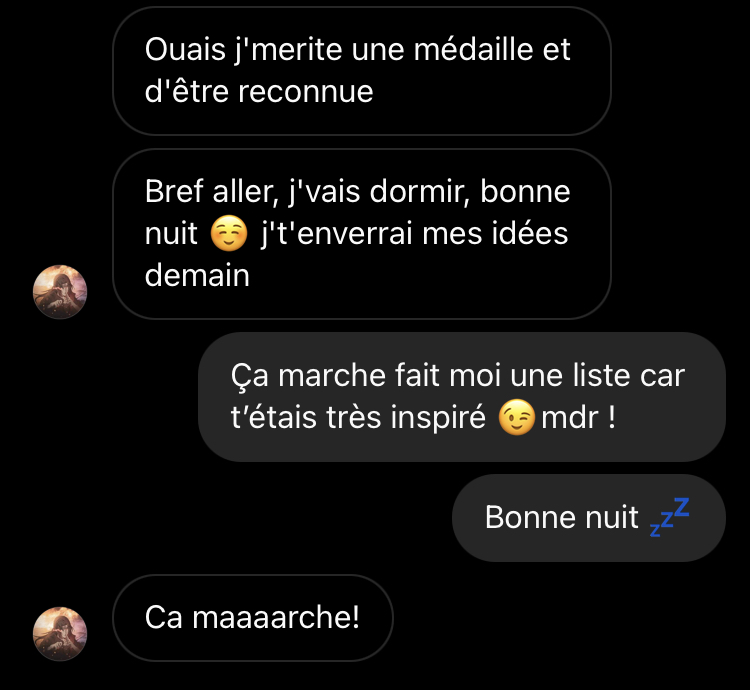 Ouais j'merite une médaille et
d'être reconnue
Bref aller, j'vais dormir, bonne
nuit ☺️ j't'enverrai mes idées
demain
Ça marche fait moi une liste car
t’étais très inspiré 😉mdr !
Bonne nuit 💤
Ca maaaarche!